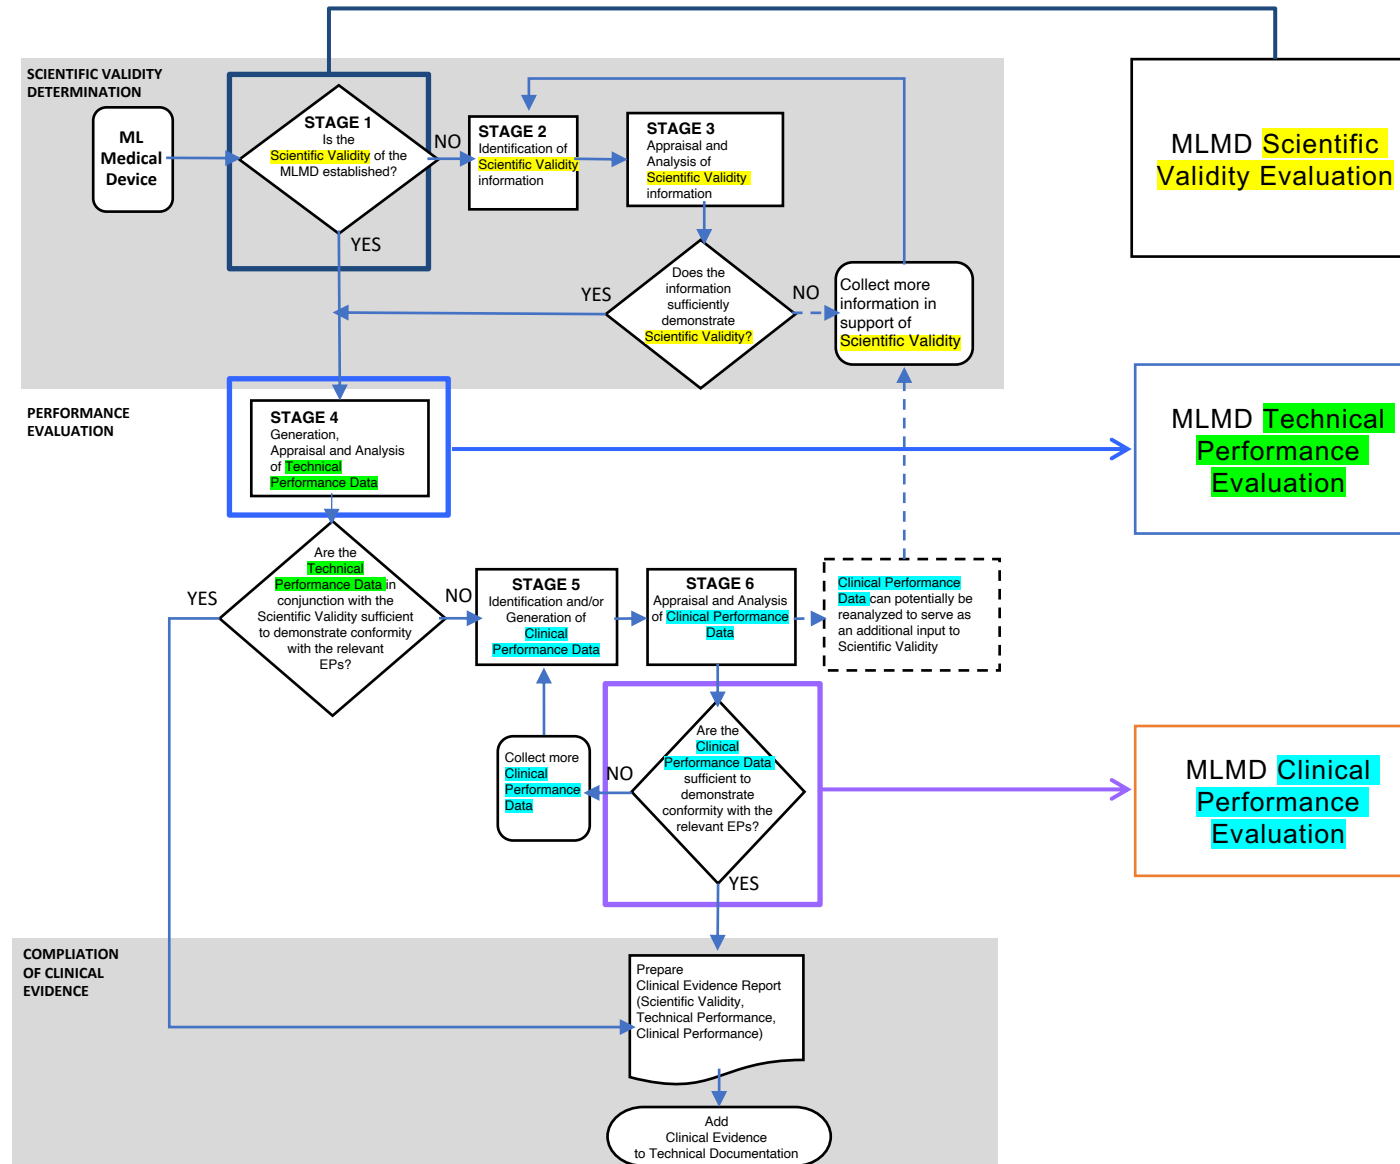 SCIENTIFIC VALIDITY
DETERMINATION
ML
Medical
Device
STAGE 1
Is the
Scientific Validity of the
MLMD established?
NO
YES
STAGE 2
Identification of
Scientific Validity
information
STAGE 3
Appraisal and
Analysis of
Scientific Validity
information
Does the
information
sufficiently
demonstrate
Scientific Validity?
YES
NO
Collect more
information in
support of
Scientific Validity
MLMD Scientific
Validity Evaluation
PERFORMANCE
EVALUATION
STAGE 4
Generation,
Appraisal and Analysis
of Technical
Performance Data
MLMD Technical
Performance
Evaluation
Are the
Technical
Performance Data in
conjunction with the
Scientific Validity sufficient
to demonstrate conformity
with the relevant
EPs?
YES
NO
STAGE 5
Identification and/or
Generation of
Clinical
Performance Data
STAGE 6
Appraisal and Analysis
of Clinical Performance
Data
Clinical Performance
Data can potentially be
reanalyzed to serve as
an additional input to
Scientific Validity
Collect more
Clinical
Performance
Data
NO
Are the
Clinical
Performance Data
sufficient to
demonstrate
conformity with the
relevant EPs?
YES
MLMD Clinical
Performance
Evaluation
COMPLIATION
OF CLINICAL
EVIDENCE
Prepare
Clinical Evidence Report
(Scientific Validity,
Technical Performance,
Clinical Performance)
Add
Clinical Evidence
to Technical Documentation